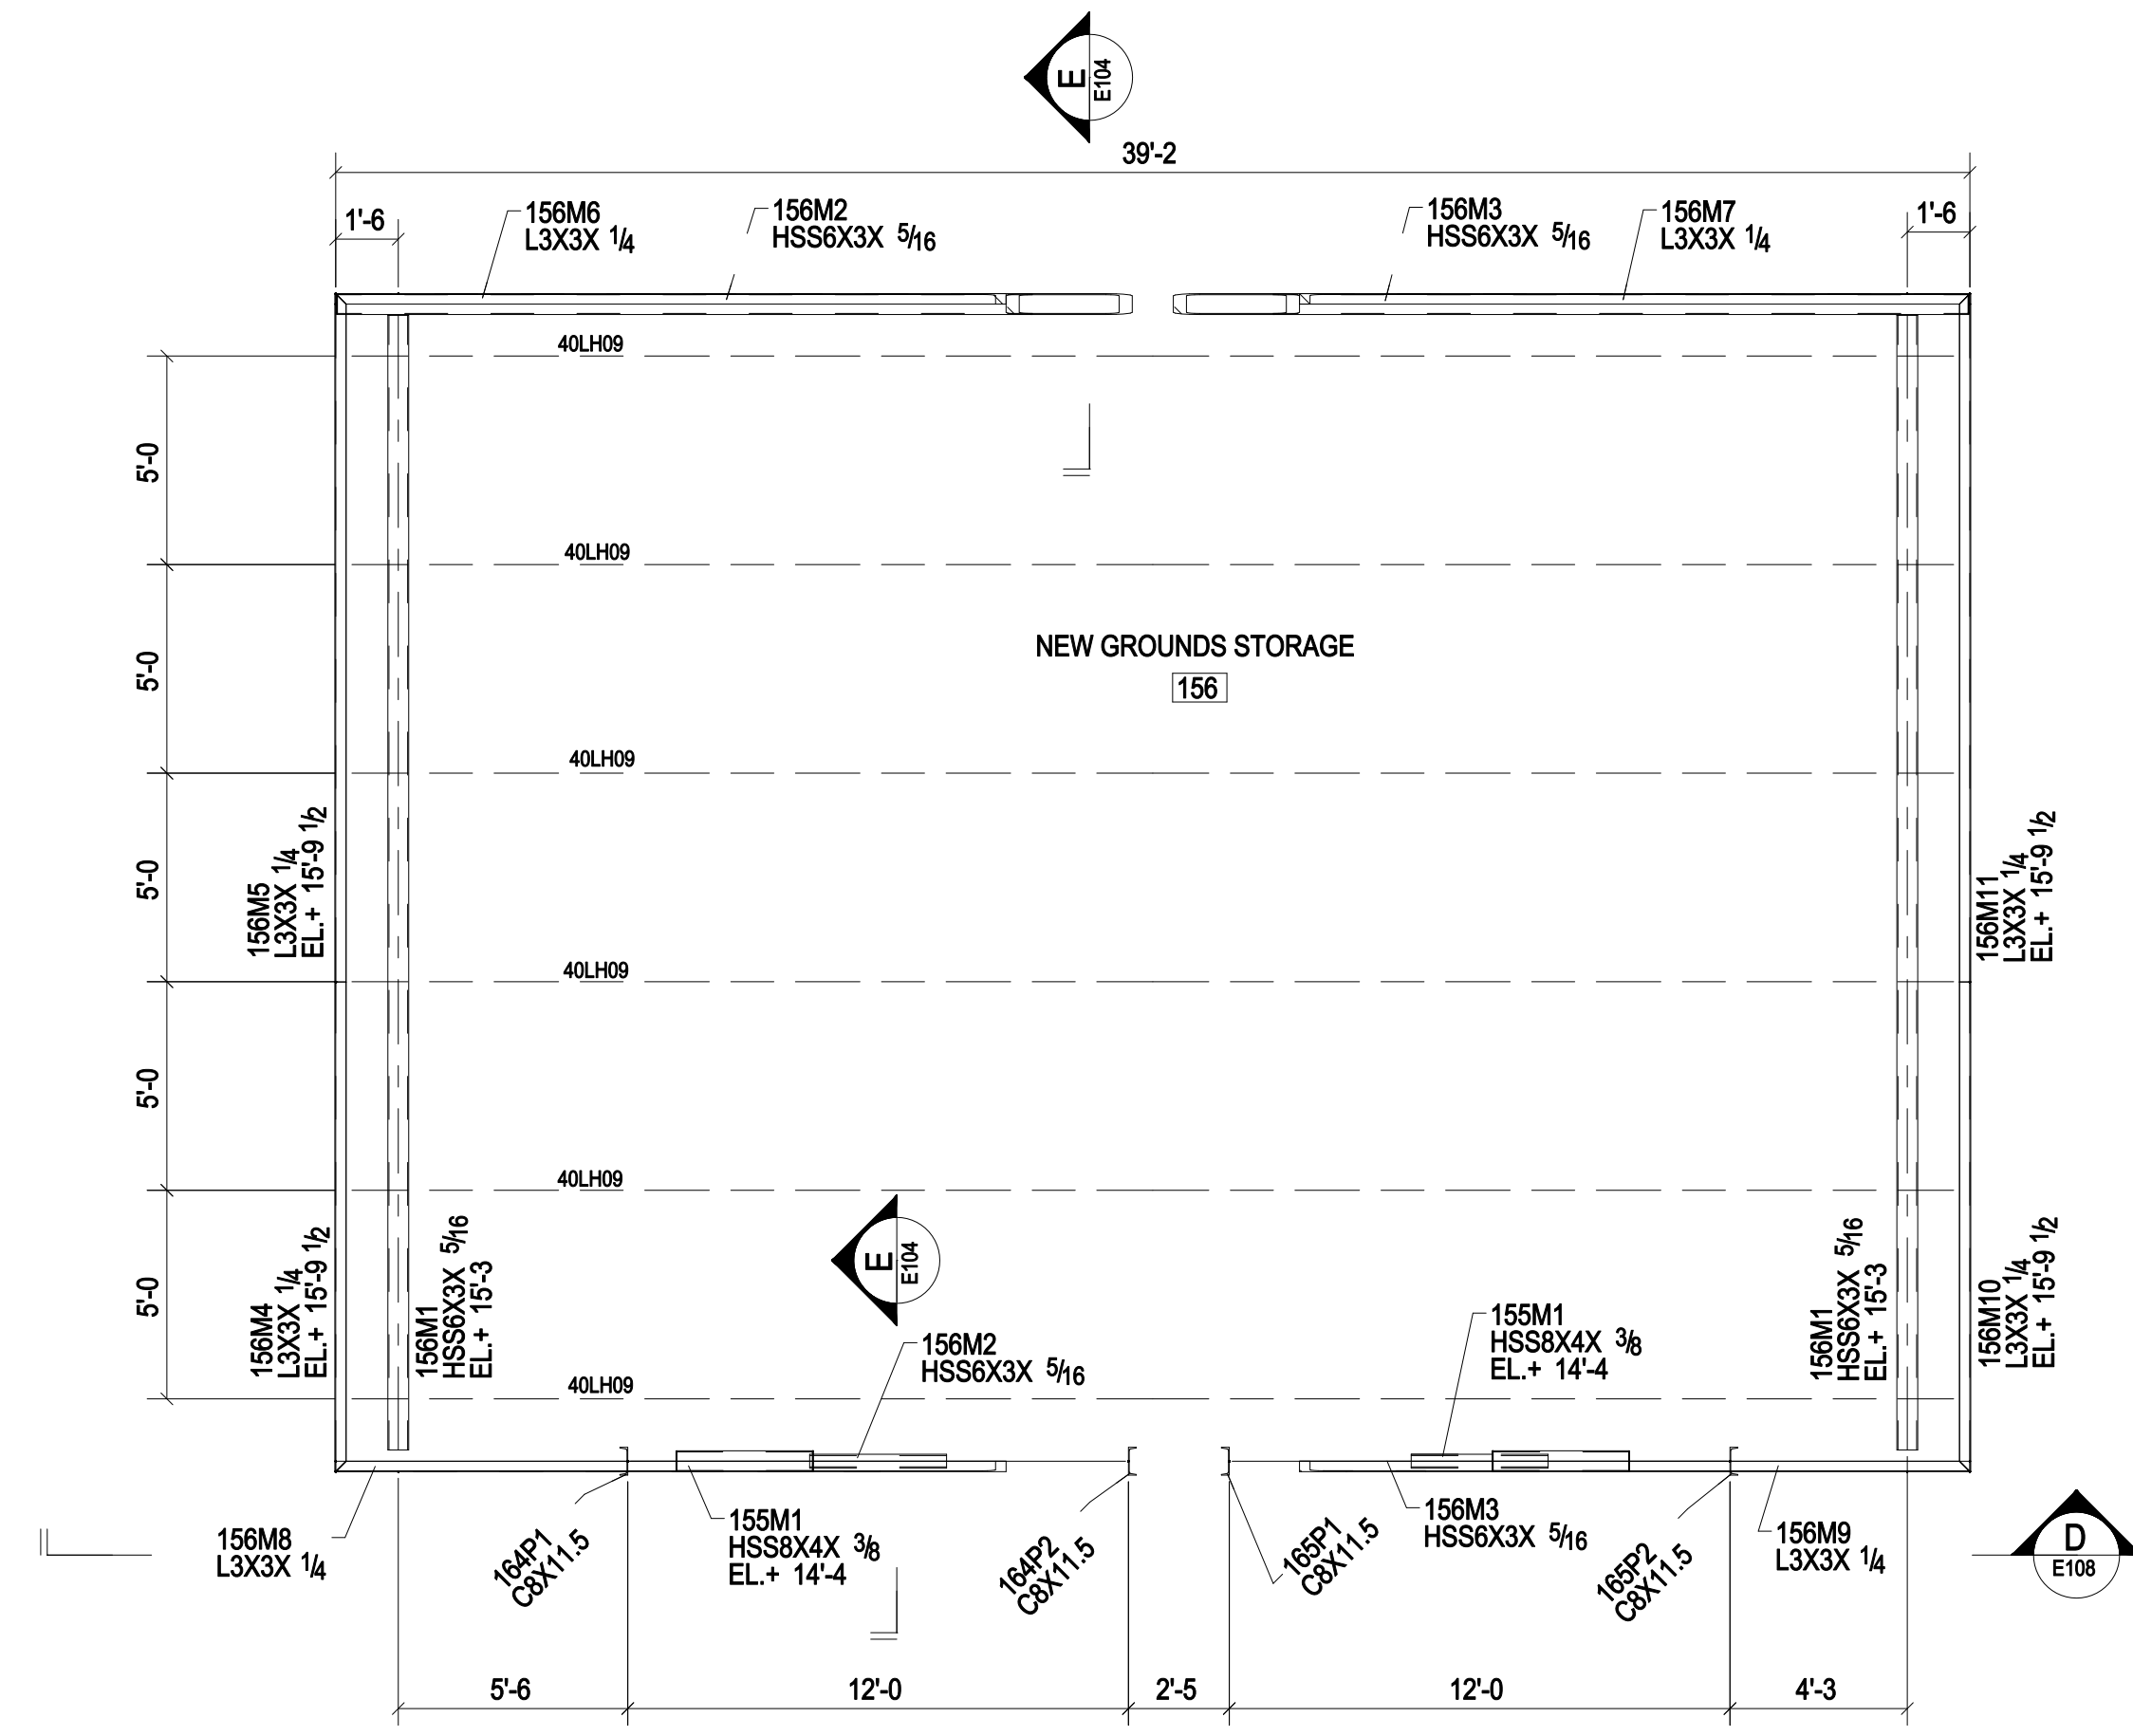 E
E104
39'-2
1'-6
156M6
L3X3X 1/4
156M2
HSS6X3X 5/16
156M3
HSS6X3X 5/16
156M7
L3X3X 1/4
1'-6
40LH09
5'-0
40LH09
NEW GROUNDS STORAGE
156
5'-0
40LH09
5'-0
156M5
L3X3X 1/4
EL.+ 15'-9 1/2
156M11
L3X3X 1/4
EL.+ 15'-9 1/2
40LH09
5'-0
40LH09
5'-0
156M4
L3X3X 1/4
EL.+ 15'-9 1/2
156M1
HSS6X3X 5/16
EL.+ 15'-3
E
E104
156M2
HSS6X3X 5/16
155M1
HSS8X4X 3/8
EL.+ 14'-4
156M1
HSS6X3X 5/16
EL.+ 15'-3
156M10
L3X3X 1/4
EL.+ 15'-9 1/2
40LH09
156M8
L3X3X 1/4
164P1
C8X11.5
155M1
HSS8X4X 3/8
EL.+ 14'-4
164P2
C8X11.5
165P1
C8X11.5
156M3
HSS6X3X 5/16
165P2
C8X11.5
156M9
L3X3X 1/4
D
E108
5'-6
12'-0
2'-5
12'-0
4'-3